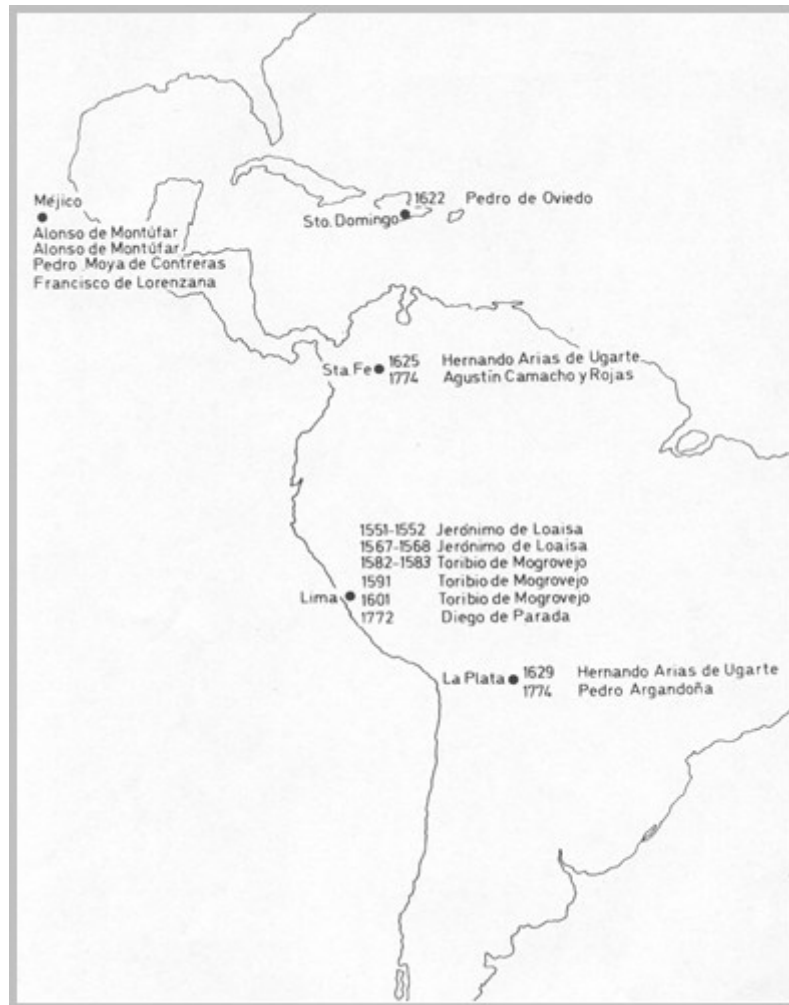 Méjico
Alonso de Montúfar
Alonso de Montúfar
Pedro Moya de Contreras
Francisco de Lorenzana
Sto. Domingo 1622 Pedro de Oviedo
Sta. Fe 1625 Hernando Arias de Ugarte
1774 Agustín Camacho y Rojas
1551-1552 Jerónimo de Loaisa
1567-1568 Jerónimo de Loaisa
1582-1583 Toribio de Mogrovejo
1591 Toribio de Mogrovejo
Lima 1601 Toribio de Mogrovejo
1772 Diego de Parada
La Plata 1629 Hernando Arias de Ugarte
1774 Pedro Argandoña